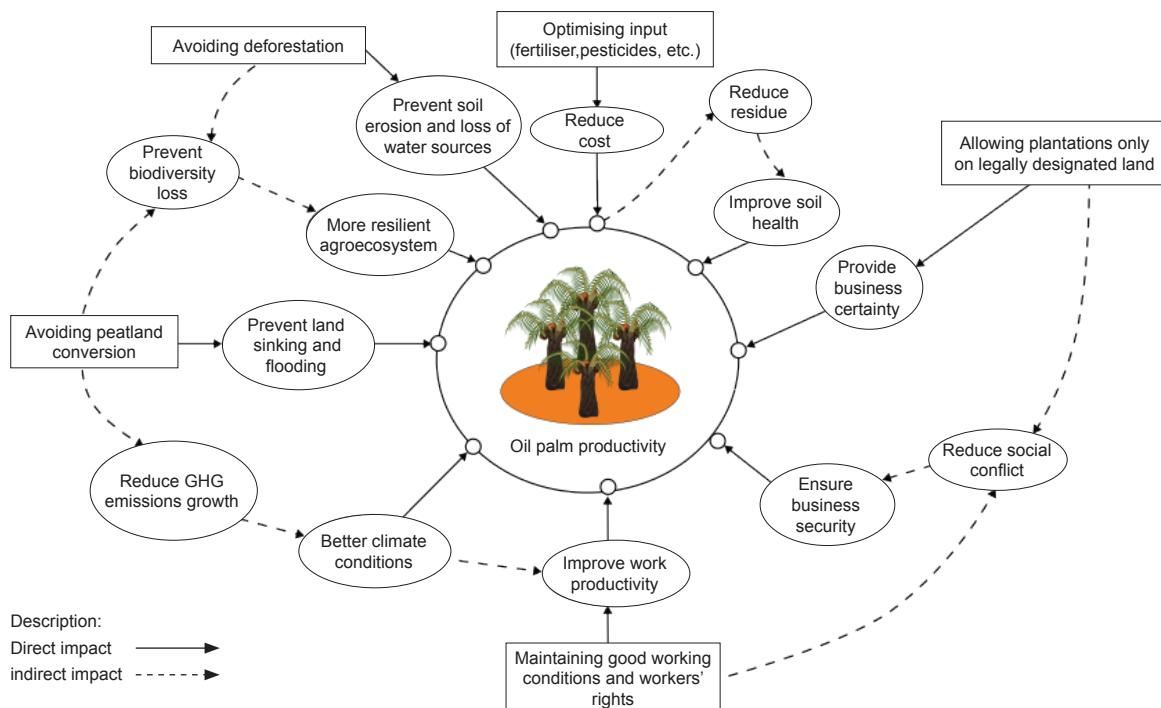 Avoiding deforestation
Optimising input
(fertiliser,pesticides, etc.)
Reduce
residue
Prevent soil
erosion and loss of
water sources
Reduce
cost
Allowing plantations only
on legally designated land
Prevent
biodiversity
loss
More resilient
agroecosystem
Improve soil
health
Provide
business
certainty
Avoiding peatland
conversion
Prevent land
sinking and
flooding
Oil palm productivity
Reduce GHG
emissions growth
Reduce social
conflict
Ensure
business
security
Better climate
conditions
Improve work
productivity
Description:
Direct impact
indirect impact
Maintaining good working
conditions and workers’
rights